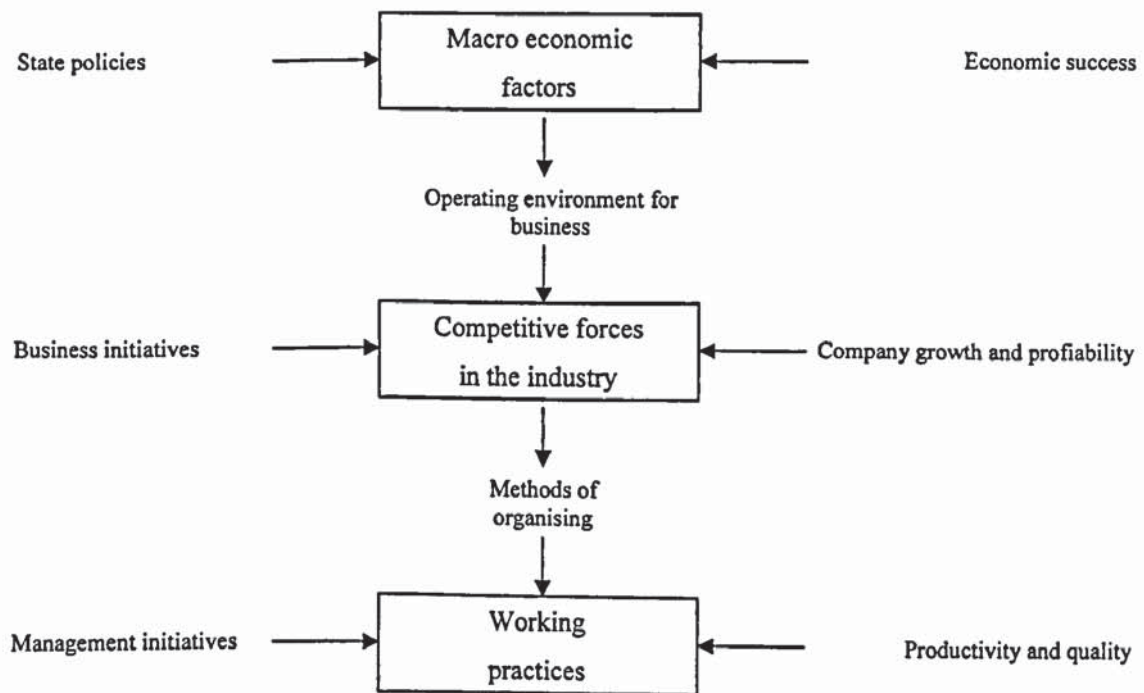 Macro economic
State policies
Economic success
factors
Operating environment for
business
Competitive forces
Business initiatives
Company growth and profiability
in the industry
Methods of
organising
Working
Management initiatives
Productivity and quality
practices